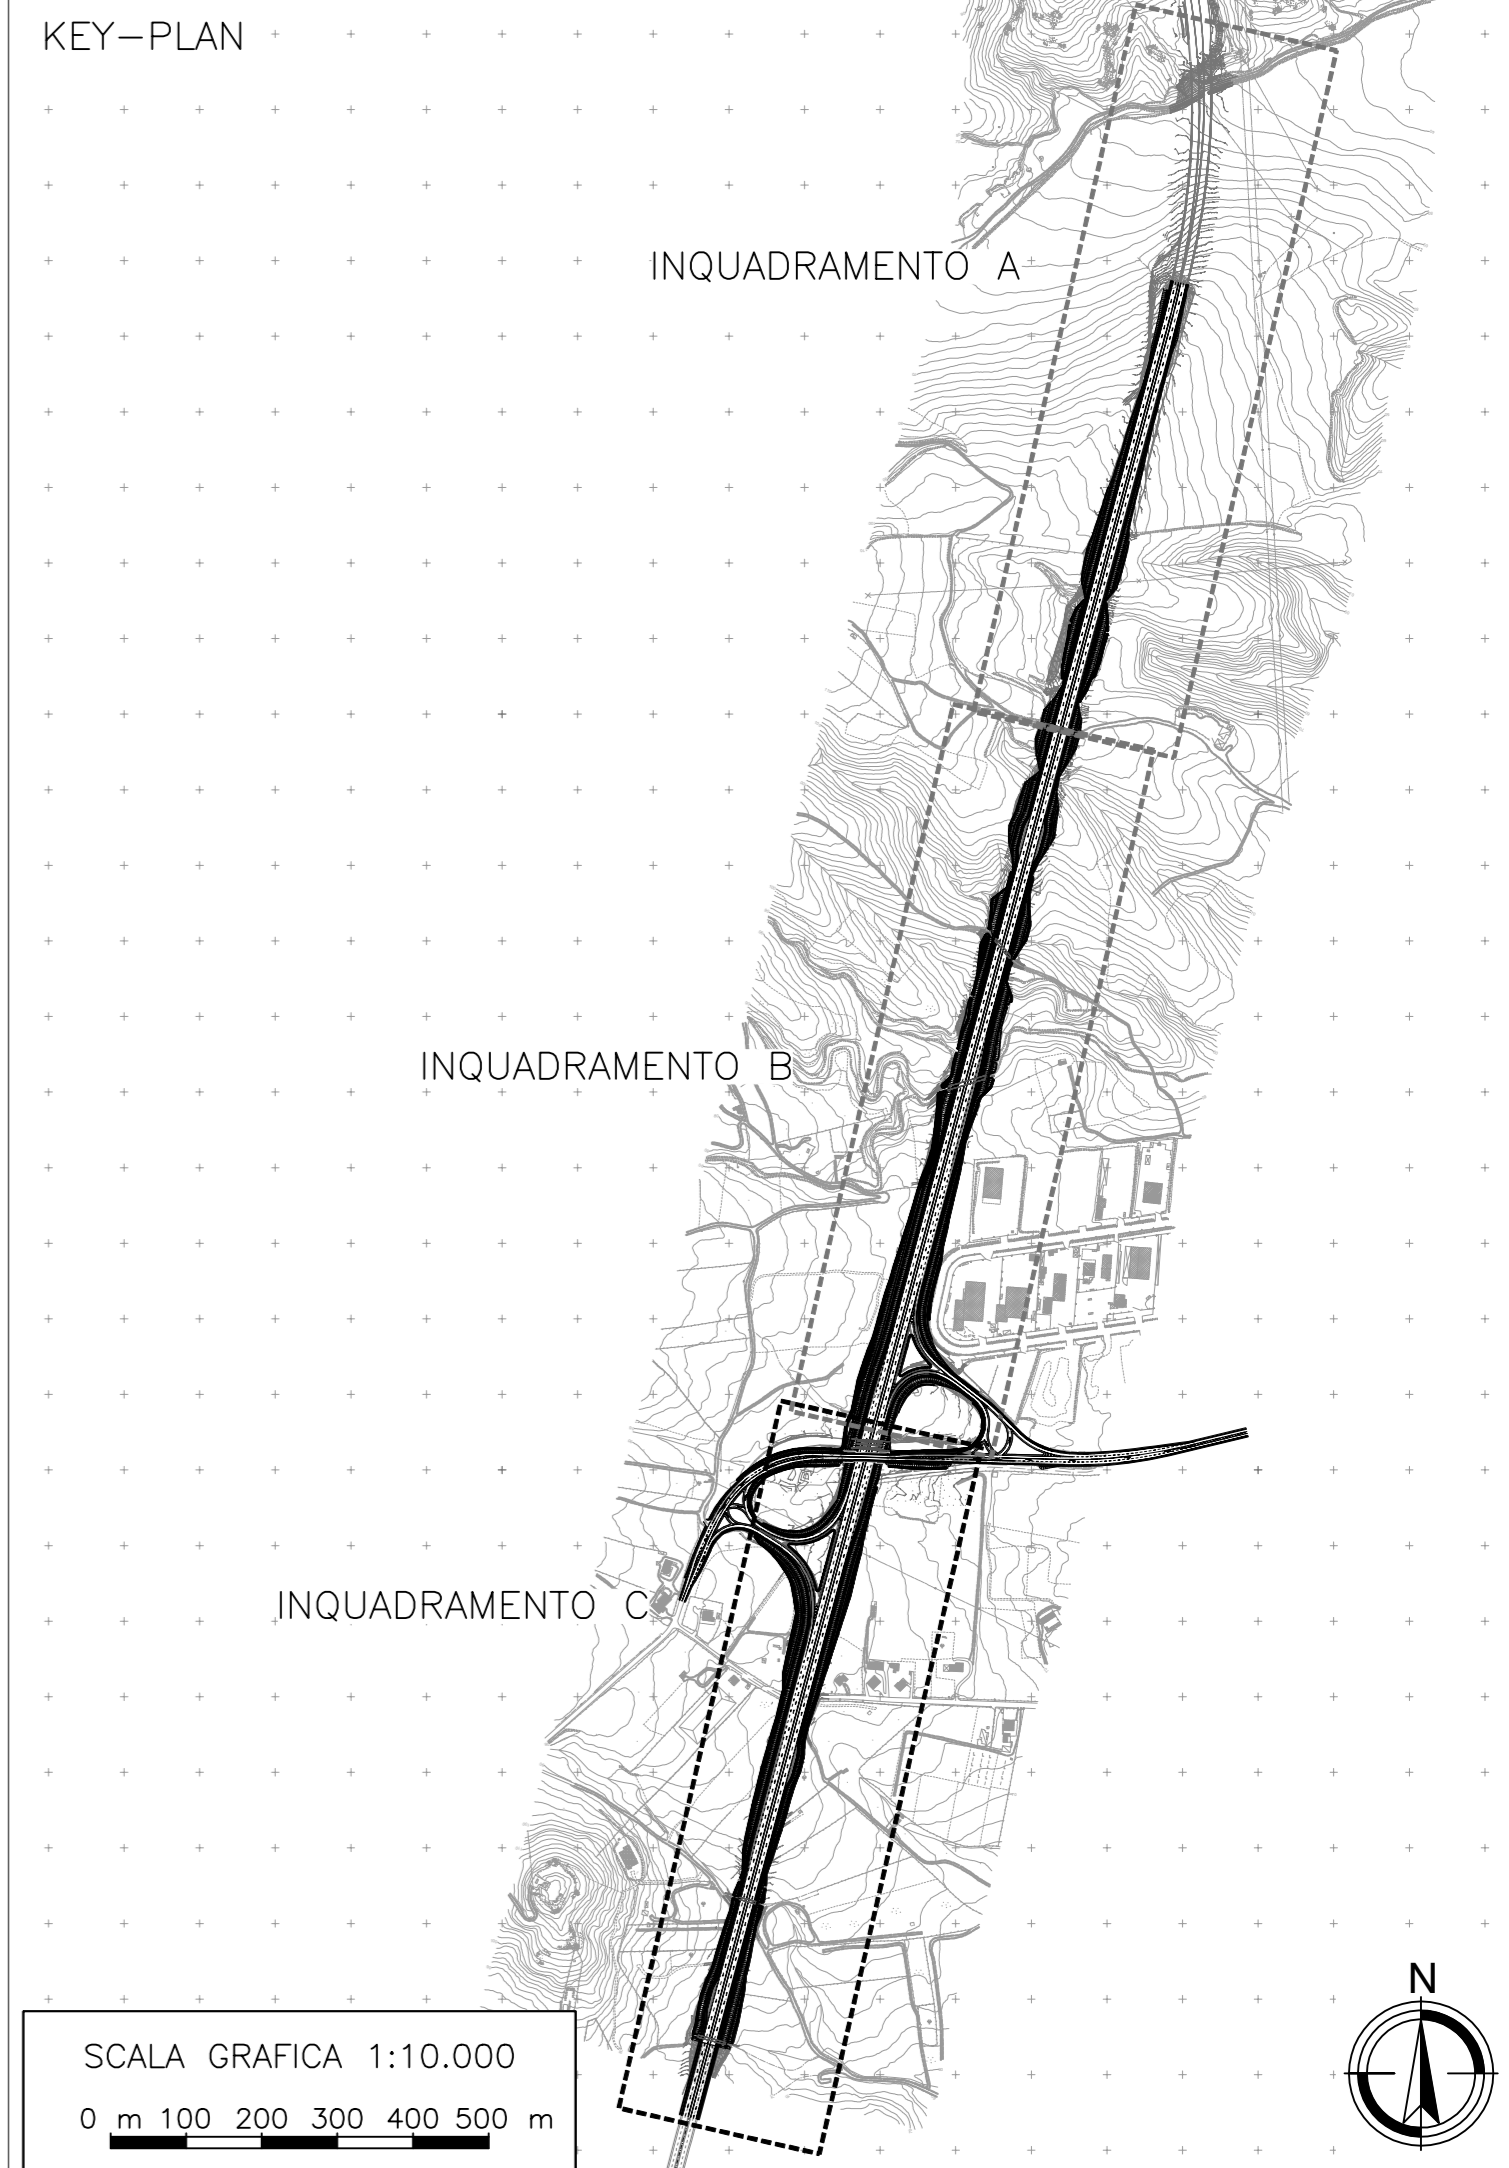 KEY-PLAN
INQUADRAMENTO A
INQUADRAMENTO B
INQUADRAMENTO C
N
SCALA GRAFICA 1:10.000
0 m 100 200 300 400 500 m